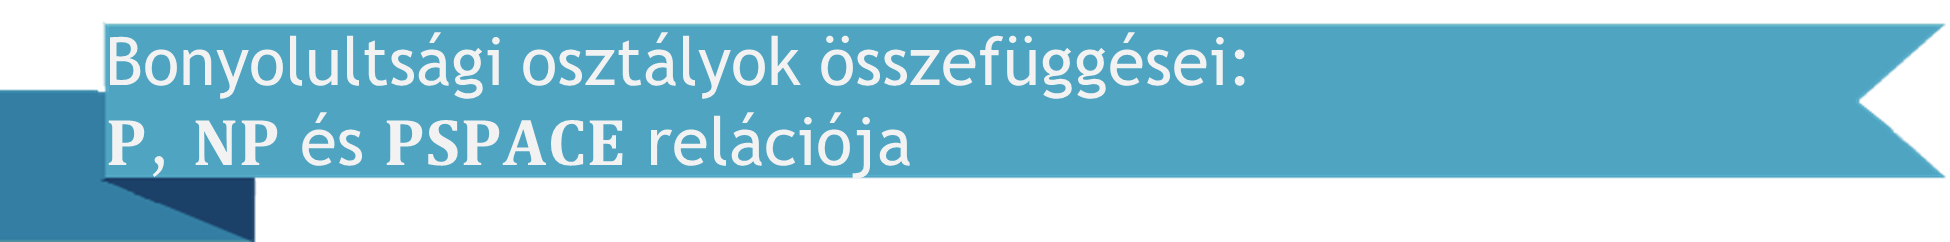 Bonyolultsági osztályok összefüggései:
P, NP és PSPACE relációja